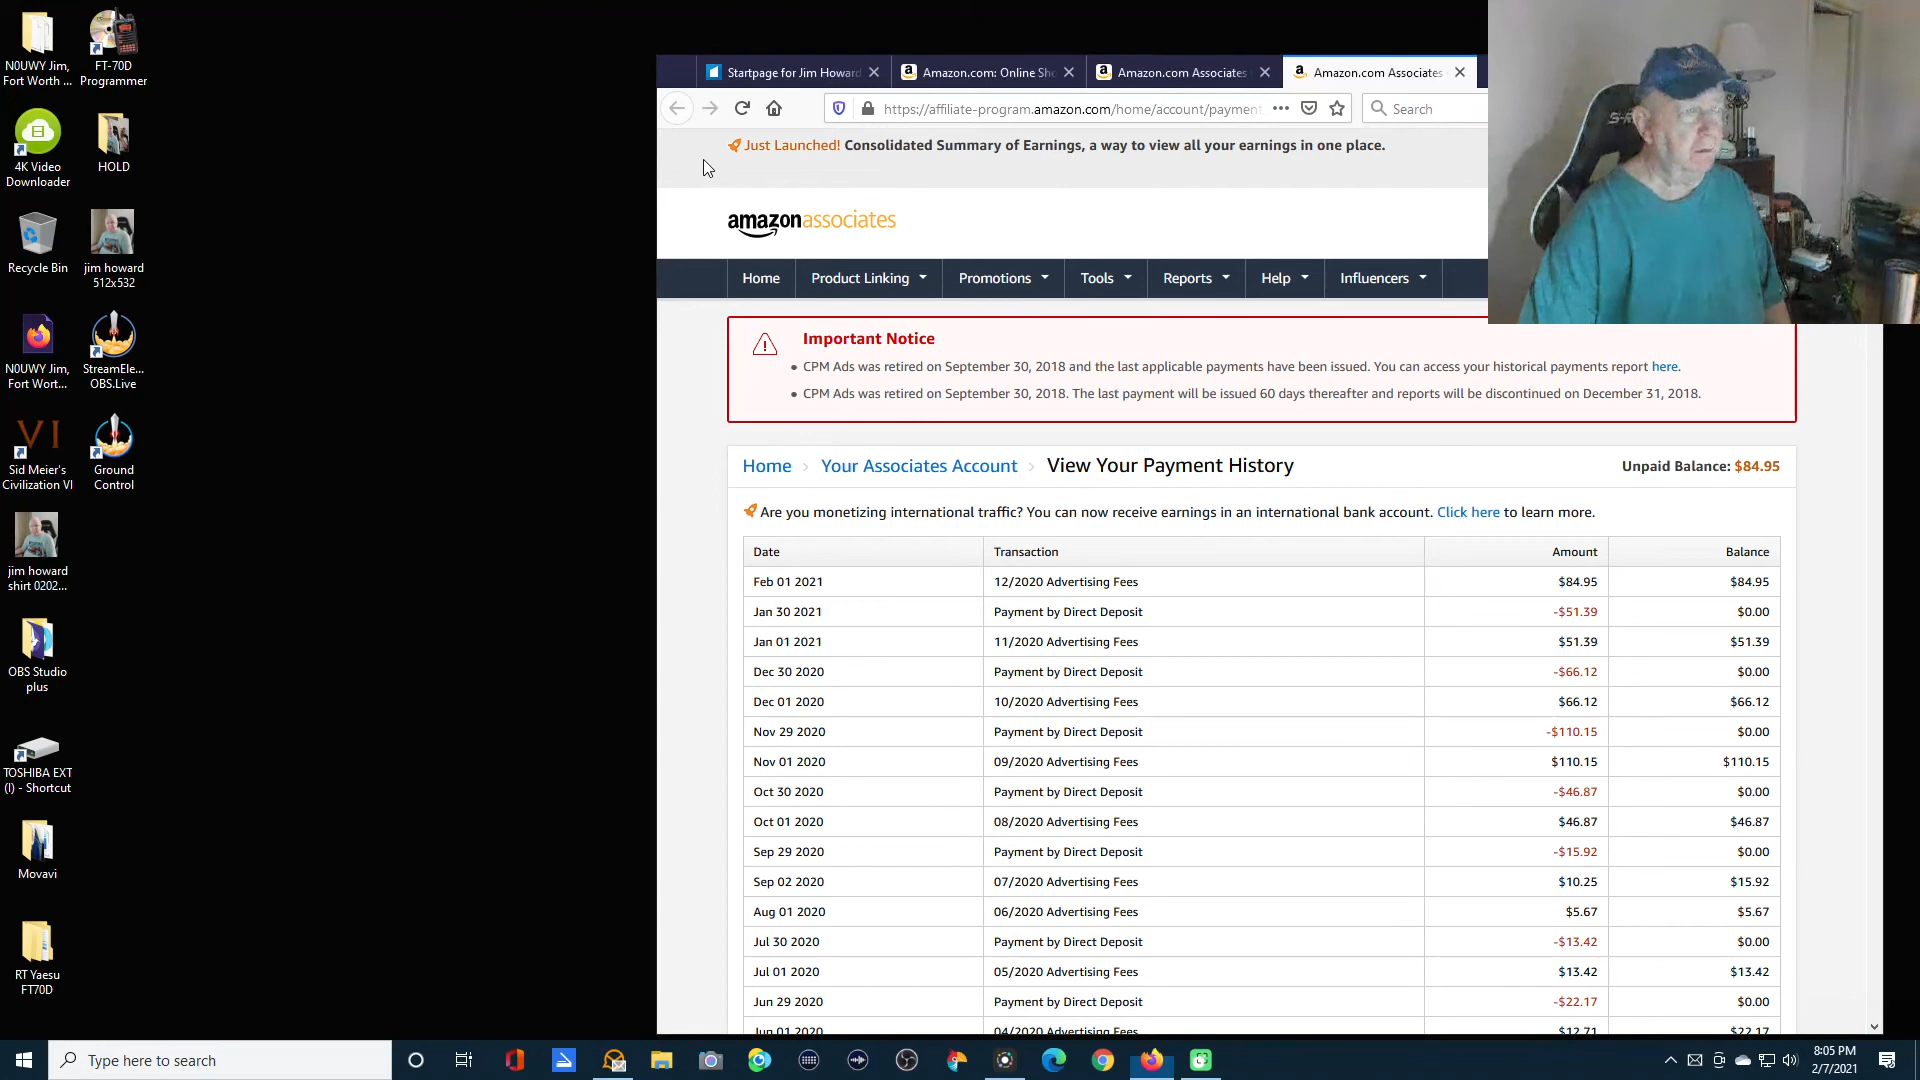 N0UWY Jim,
Fort Worth ...
FT-70D
Programmer
4K Video
Downloader
HOLD
Recycle Bin
jim howard
512x532
N0UWY Jim,
Fort Wort...
StreamEle...
OBS.Live
VI
Sid Meier's
Civilization VI
Ground
Control
jim howard
shirt 0202...
OBS Studio
plus
TOSHIBA EXT
(I) - Shortcut
Movavi
RT Yaesu
FT70D
Startpage for Jim Howard
Amazon.com: Online Sho
Amazon.com Associates
Amazon.com Associates
https://affiliate-program.amazon.com/home/account/payment
Search
Just Launched! Consolidated Summary of Earnings, a way to view all your earnings in one place.
amazonassociates
Home Product Linking Promotions Tools Reports Help Influencers
Important Notice
CPM Ads was retired on September 30, 2018 and the last applicable payments have been issued. You can access your historical payments report here.
CPM Ads was retired on September 30, 2018. The last payment will be issued 60 days thereafter and reports will be discontinued on December 31, 2018.
Home › Your Associates Account › View Your Payment History Unpaid Balance: $84.95
Are you monetizing international traffic? You can now receive earnings in an international bank account. Click here to learn more.
Date Transaction Amount Balance
Feb 01 2021 12/2020 Advertising Fees $84.95 $84.95
Jan 30 2021 Payment by Direct Deposit -$51.39 $0.00
Jan 01 2021 11/2020 Advertising Fees $51.39 $51.39
Dec 30 2020 Payment by Direct Deposit -$66.12 $0.00
Dec 01 2020 10/2020 Advertising Fees $66.12 $66.12
Nov 29 2020 Payment by Direct Deposit -$110.15 $0.00
Nov 01 2020 09/2020 Advertising Fees $110.15 $110.15
Oct 30 2020 Payment by Direct Deposit -$46.87 $0.00
Oct 01 2020 08/2020 Advertising Fees $46.87 $46.87
Sep 29 2020 Payment by Direct Deposit -$15.92 $0.00
Sep 02 2020 07/2020 Advertising Fees $10.25 $15.92
Aug 01 2020 06/2020 Advertising Fees $5.67 $5.67
Jul 30 2020 Payment by Direct Deposit -$13.42 $0.00
Jul 01 2020 05/2020 Advertising Fees $13.42 $13.42
Jun 29 2020 Payment by Direct Deposit -$22.17 $0.00
Jun 01 2020 04/2020 Advertising Fees $12.71 $22.17
Type here to search
8:05 PM
2/7/2021